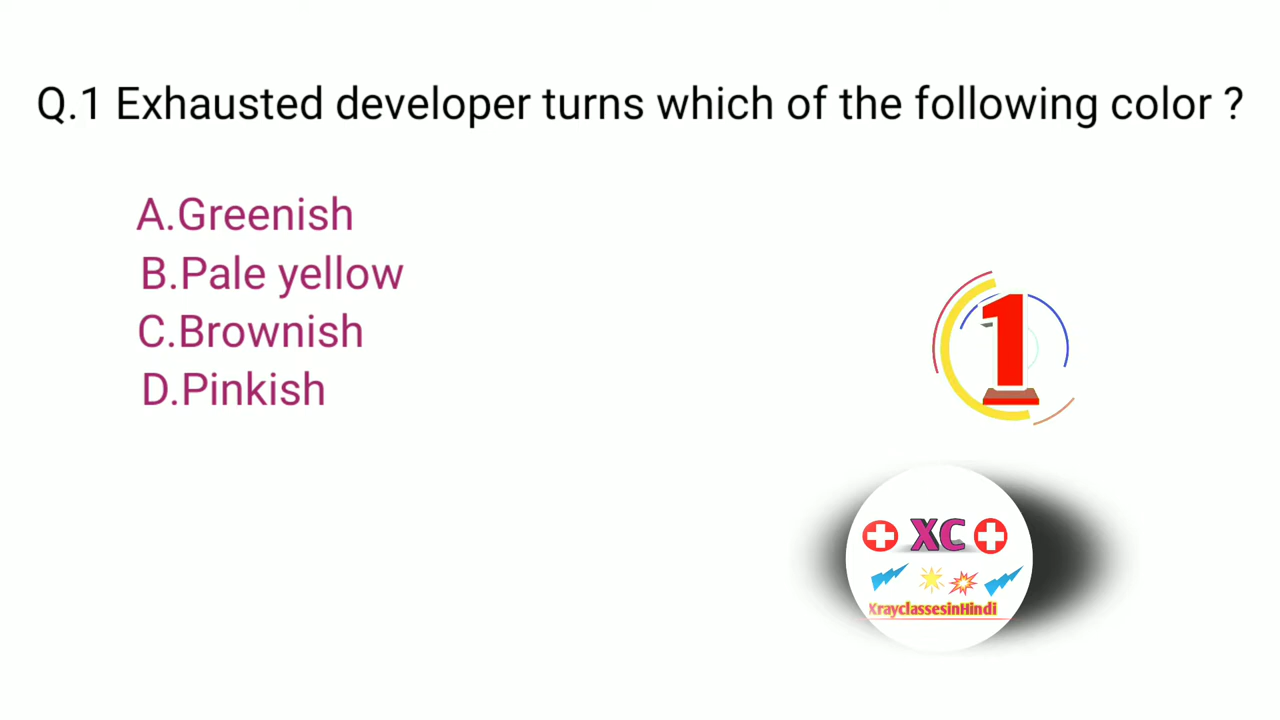 Q.1 Exhausted developer turns which of the following color ?
A.Greenish
B.Pale yellow
C.Brownish
D.Pinkish
1
XC
XrayclassesinHindi